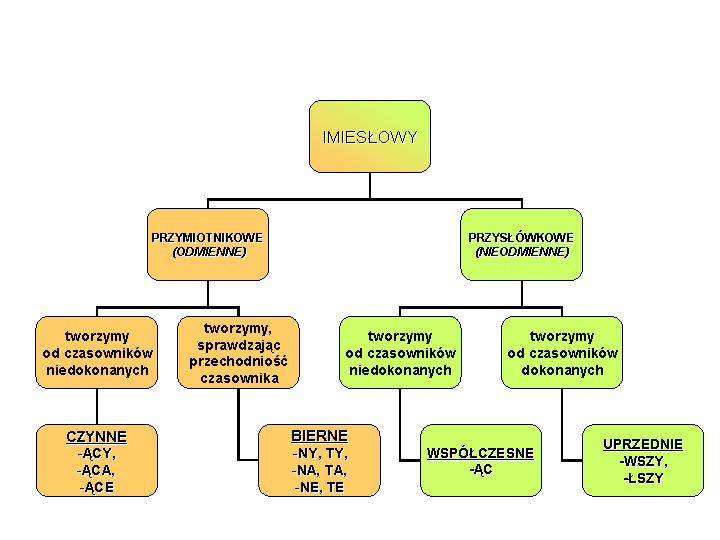 IMIESŁOWY
PRZYMIOTNIKOWE
(ODMIENNE)
PRZYSŁÓWKOWE
(NIEODMIENNE)
tworzymy
od czasowników
niedokonanych
tworzymy,
sprawdzając
przechodniość
czasownika
tworzymy
od czasowników
niedokonanych
tworzymy
od czasowników
dokonanych
CZYNNE
-ĄCY,
-ĄCA,
-ĄCE
BIERNE
-NY, TY,
-NA, TA,
-NE, TE
WSPÓŁCZESNE
-ĄC
UPRZEDNIE
-WSZY,
-ŁSZY